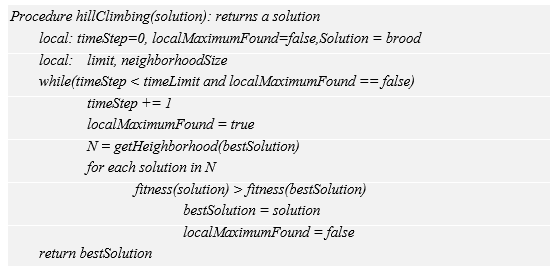 Procedure hillClimbing(solution): returns a solution
local: timeStep=0, localMaximumFound=false,Solution = brood
local: limit, neighborhoodSize
while(timeStep < timeLimit and localMaximumFound == false)
timeStep += 1
localMaximumFound = true
N = getHeighborhood(bestSolution)
for each solution in N
fitness(solution) > fitness(bestSolution)
bestSolution = solution
localMaximumFound = false
return bestSolution